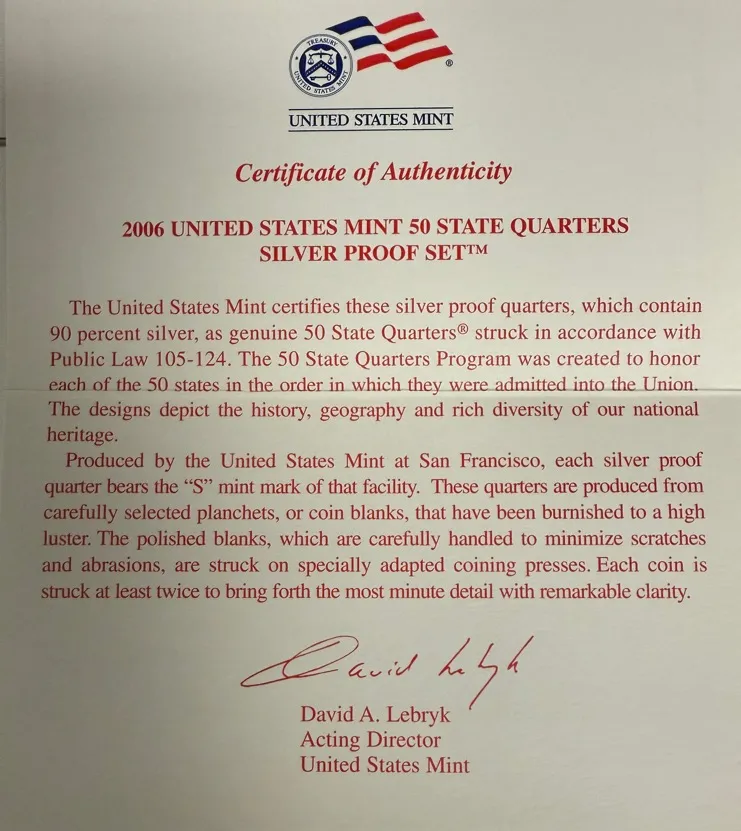 TREASURY
UNITED STATES MINT
®
UNITED STATES MINT
Certificate of Authenticity
2006 UNITED STATES MINT 50 STATE QUARTERS
SILVER PROOF SET™
The United States Mint certifies these silver proof quarters, which contain
90 percent silver, as genuine 50 State Quarters® struck in accordance with
Public Law 105-124. The 50 State Quarters Program was created to honor
each of the 50 states in the order in which they were admitted into the Union.
The designs depict the history, geography and rich diversity of our national
heritage.
Produced by the United States Mint at San Francisco, each silver proof
quarter bears the “S” mint mark of that facility. These quarters are produced from
carefully selected planchets, or coin blanks, that have been burnished to a high
luster. The polished blanks, which are carefully handled to minimize scratches
and abrasions, are struck on specially adapted coining presses. Each coin is
struck at least twice to bring forth the most minute detail with remarkable clarity.
David Lebryk
David A. Lebryk
Acting Director
United States Mint